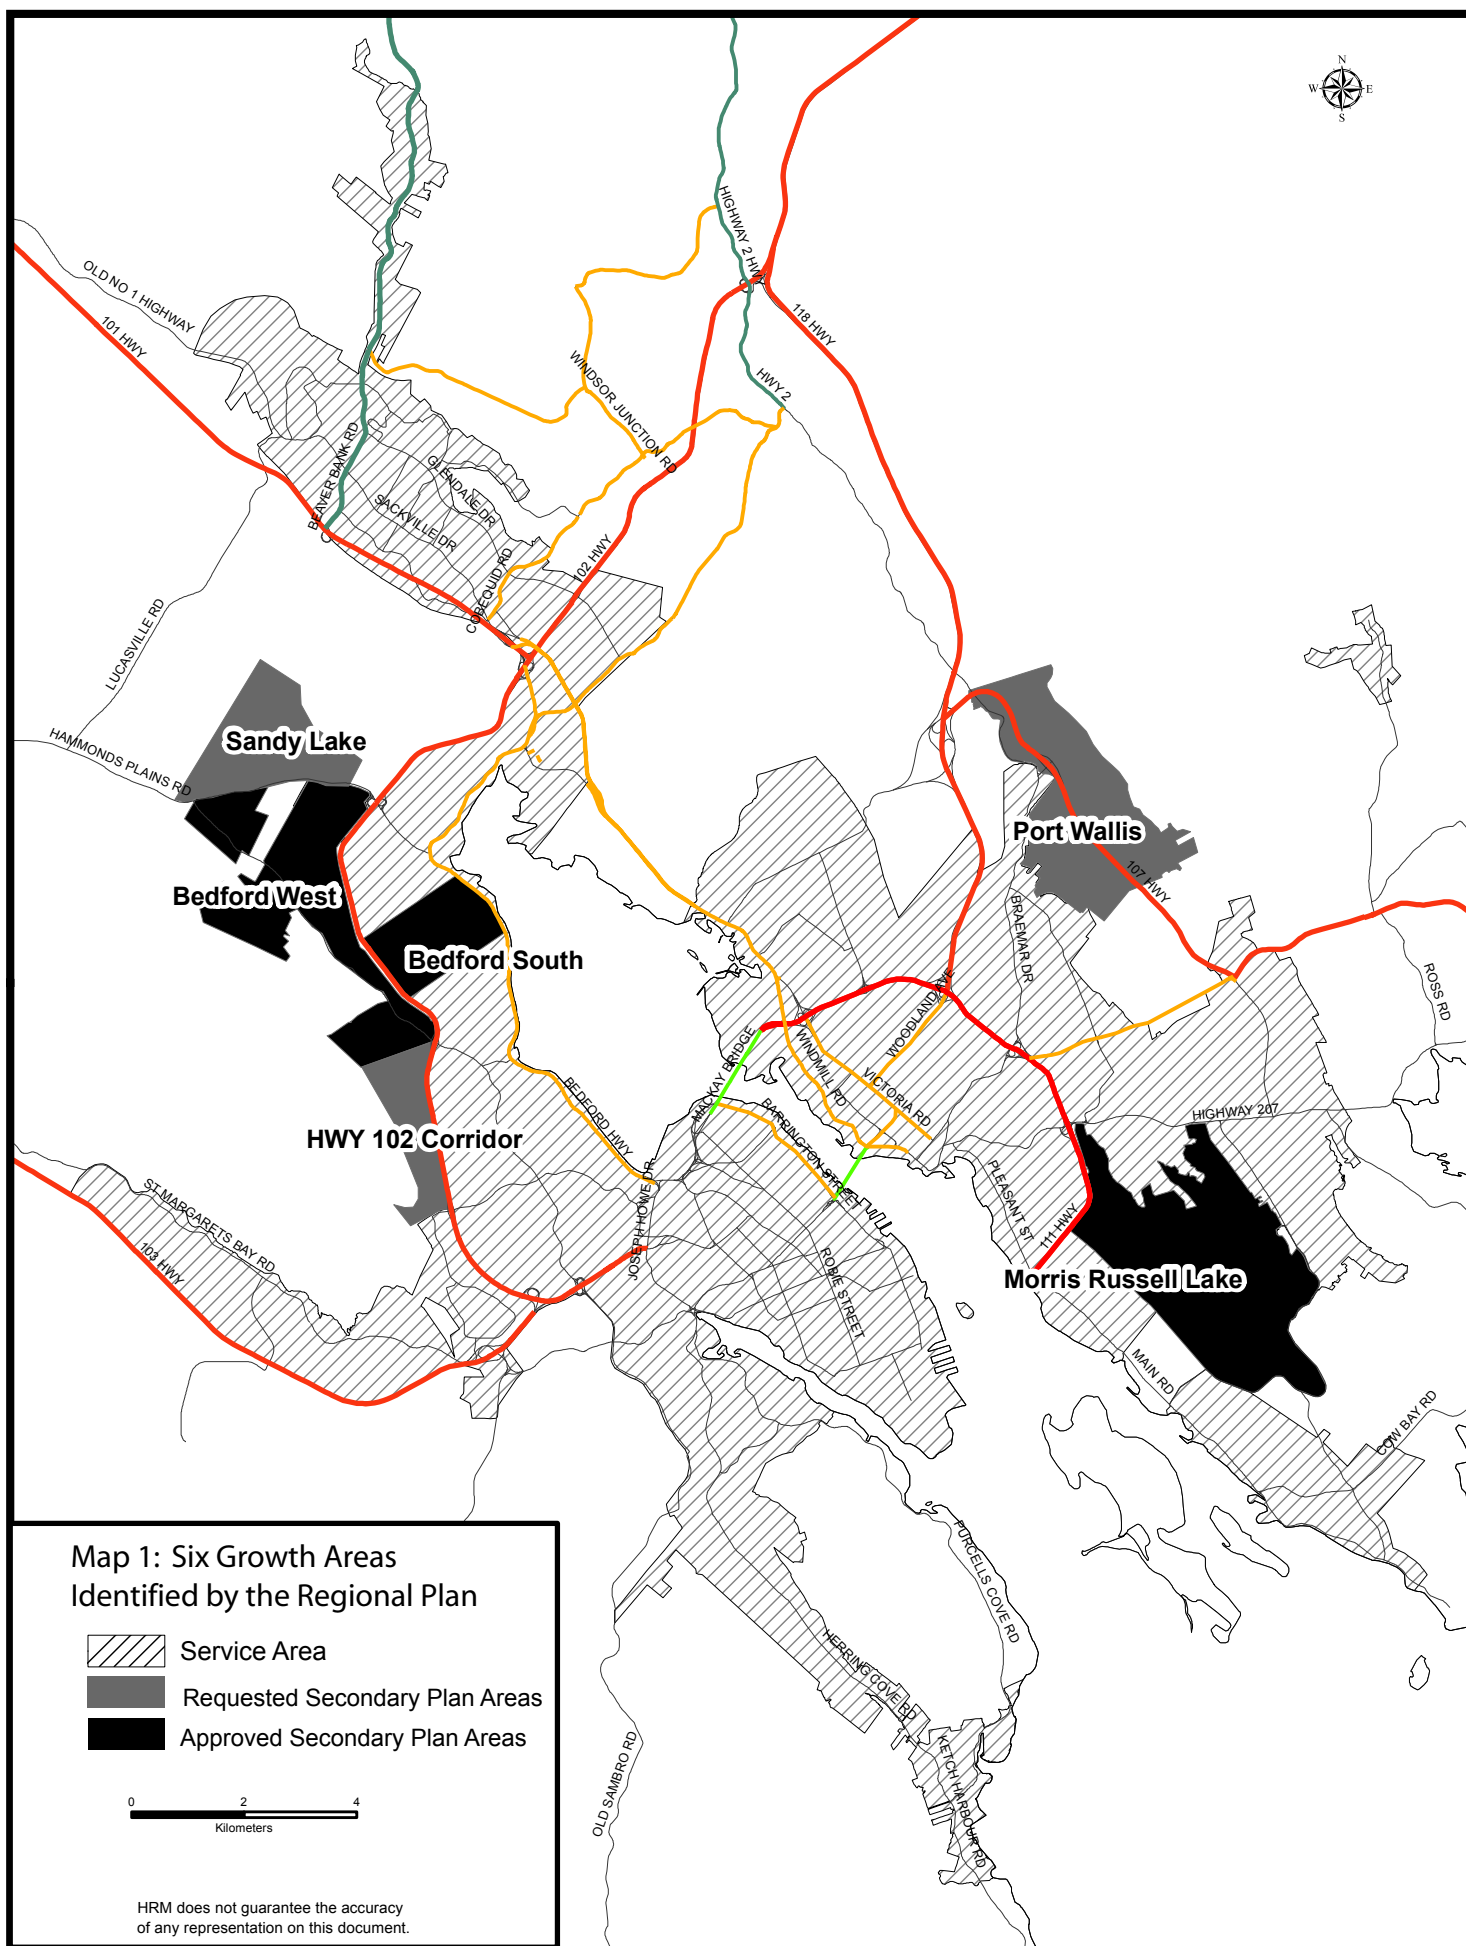 N
W E
S
HIGHWAY 2 HWY
OLD NO 1 HIGHWAY
101 HWY
118 HWY
WINDSOR JUNCTION RD
HWY 2
BEAVER BANK RD
GLENDALE DR
SACKVILLE DR
COBEQUID RD
102 HWY
LUCASVILLE RD
HAMMONDS PLAINS RD
Sandy Lake
Port Wallis
107 HWY
Bedford West
BRAEMAR DR
Bedford South
WOODLAND AVE
ROSS RD
MACKAY BRIDGE
WINDMILL RD
VICTORIA RD
BEDFORD HWY
BARRINGTON STREET
HIGHWAY 207
HWY 102 Corridor
PLEASANT ST
ST MARGARETS BAY RD
103 HWY
JOSEPH HOWE DR
ROBIE STREET
111 HWY
Morris Russell Lake
MAIN RD
COW BAY RD
PURCELLS COVE RD
HERRING COVE RD
KETCH HARBOUR RD
OLD SAMBRO RD
Map 1: Six Growth Areas
Identified by the Regional Plan
Service Area
Requested Secondary Plan Areas
Approved Secondary Plan Areas
0 2 4
Kilometers
HRM does not guarantee the accuracy
of any representation on this document.